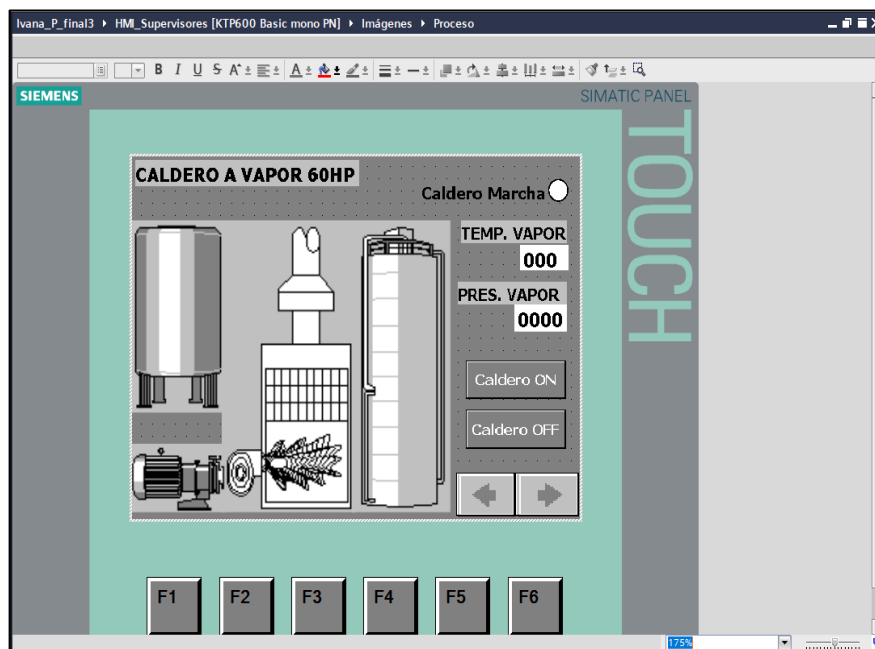 Ivana_P_final3 ▸ HMI_Supervisores [KTP600 Basic mono PN] ▸ Imágenes ▸ Proceso
B I U S A A
SIEMENS
SIMATIC PANEL
TOUCH
CALDERO A VAPOR 60HP
Caldero Marcha
TEMP. VAPOR
000
PRES. VAPOR
0000
Caldero ON
Caldero OFF
F1 F2 F3 F4 F5 F6
175%